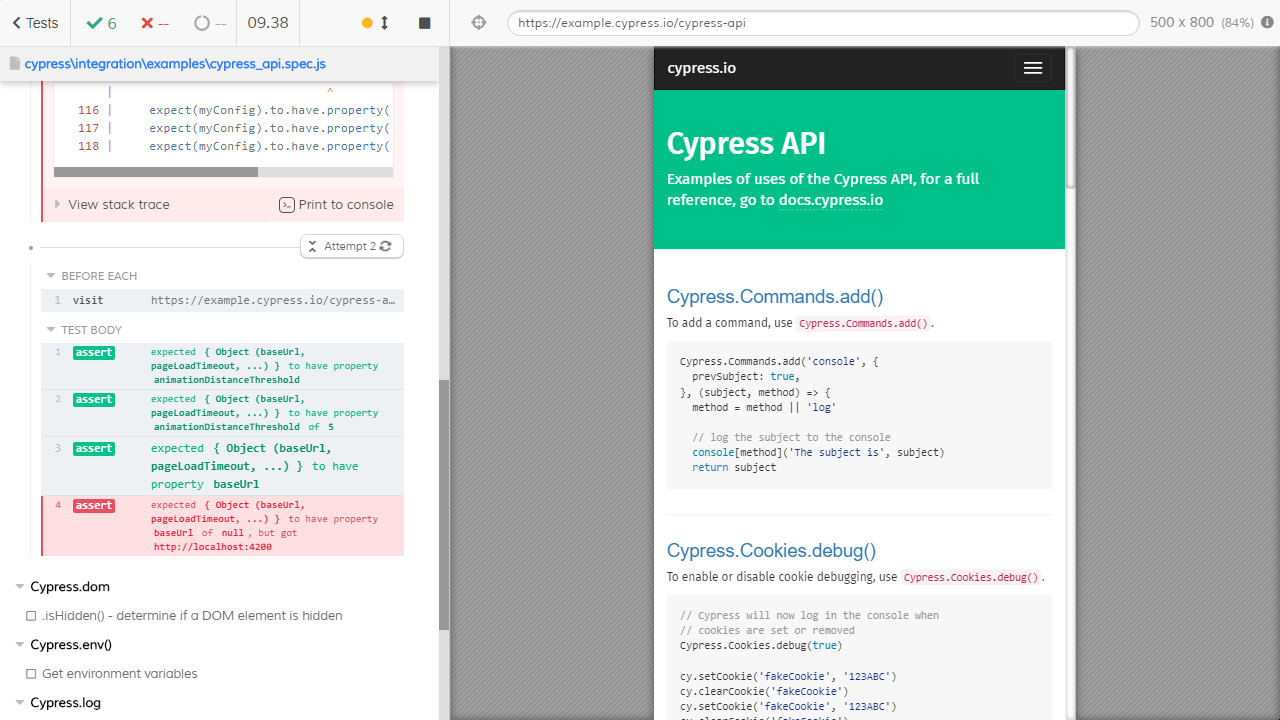 Tests
6
--
--
09.38
https://example.cypress.io/cypress-api
500 x 800 (84%)
cypress\integration\examples\cypress_api.spec.js
| ^
116 | expect(myConfig).to.have.property(
117 | expect(myConfig).to.have.property(
118 | expect(myConfig).to.have.property(
View stack trace
Print to console
Attempt 2
BEFORE EACH
1 visit https://example.cypress.io/cypress-a…
TEST BODY
1 assert expected { Object (baseUrl,
pageLoadTimeout, ...) } to have property
animationDistanceThreshold
2 assert expected { Object (baseUrl,
pageLoadTimeout, ...) } to have property
animationDistanceThreshold of 5
3 assert expected { Object (baseUrl,
pageLoadTimeout, ...) } to have
property baseUrl
4 assert expected { Object (baseUrl,
pageLoadTimeout, ...) } to have property
baseUrl of null, but got
http://localhost:4200
Cypress.dom
.isHidden() - determine if a DOM element is hidden
Cypress.env()
Get environment variables
Cypress.log
cypress.io
Cypress API
Examples of uses of the Cypress API, for a full
reference, go to docs.cypress.io
Cypress.Commands.add()
To add a command, use Cypress.Commands.add().
Cypress.Commands.add('console', {
prevSubject: true,
}, (subject, method) => {
method = method || 'log'
// log the subject to the console
console[method]('The subject is', subject)
return subject
Cypress.Cookies.debug()
To enable or disable cookie debugging, use Cypress.Cookies.debug().
// Cypress will now log in the console when
// cookies are set or removed
Cypress.Cookies.debug(true)
cy.setCookie('fakeCookie', '123ABC')
cy.clearCookie('fakeCookie')
cy.setCookie('fakeCookie', '123ABC')
cy.clearCookie('fakeCookie')